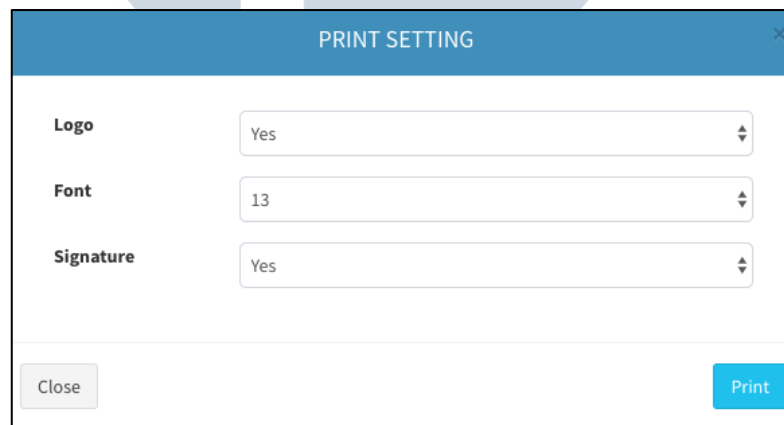 PRINT SETTING ×
Logo Yes
Font 13
Signature Yes
Close Print